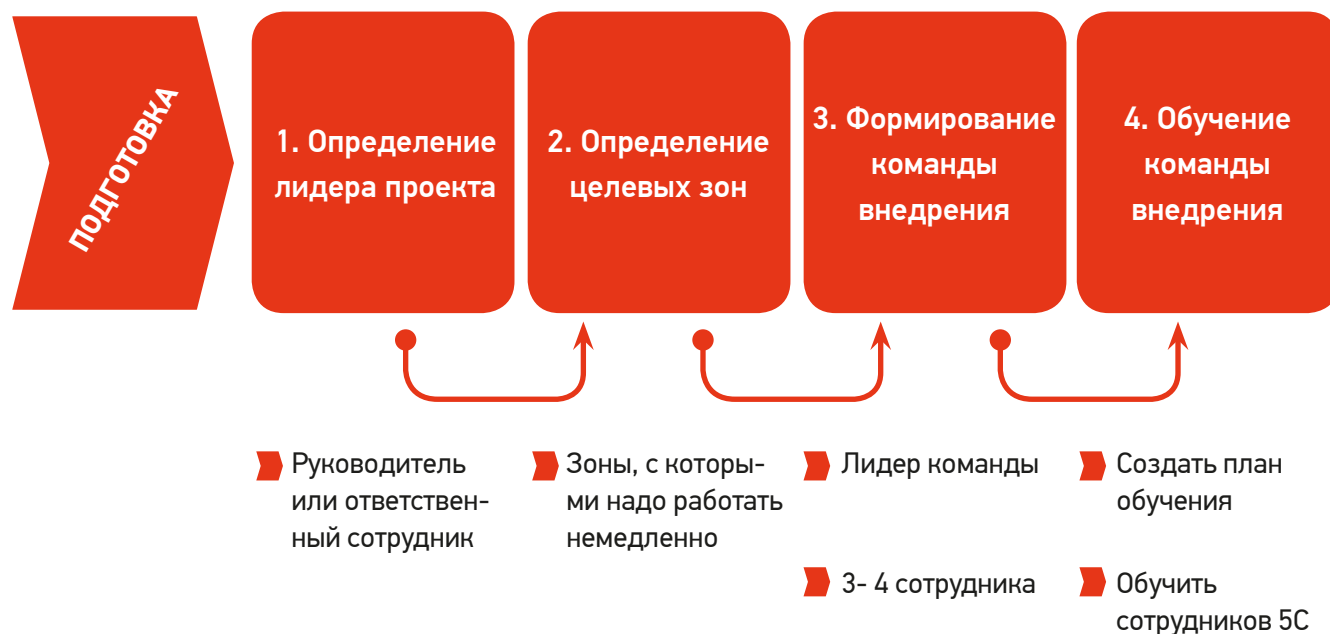 ПОДГОТОВКА
1. Определение
лидера проекта
2. Определение
целевых зон
3. Формирование
команды
внедрения
4. Обучение
команды
внедрения
Руководитель
или ответствен-
ный сотрудник
Зоны, с которы-
ми надо работать
немедленно
Лидер команды
3- 4 сотрудника
Создать план
обучения
Обучить
сотрудников 5С